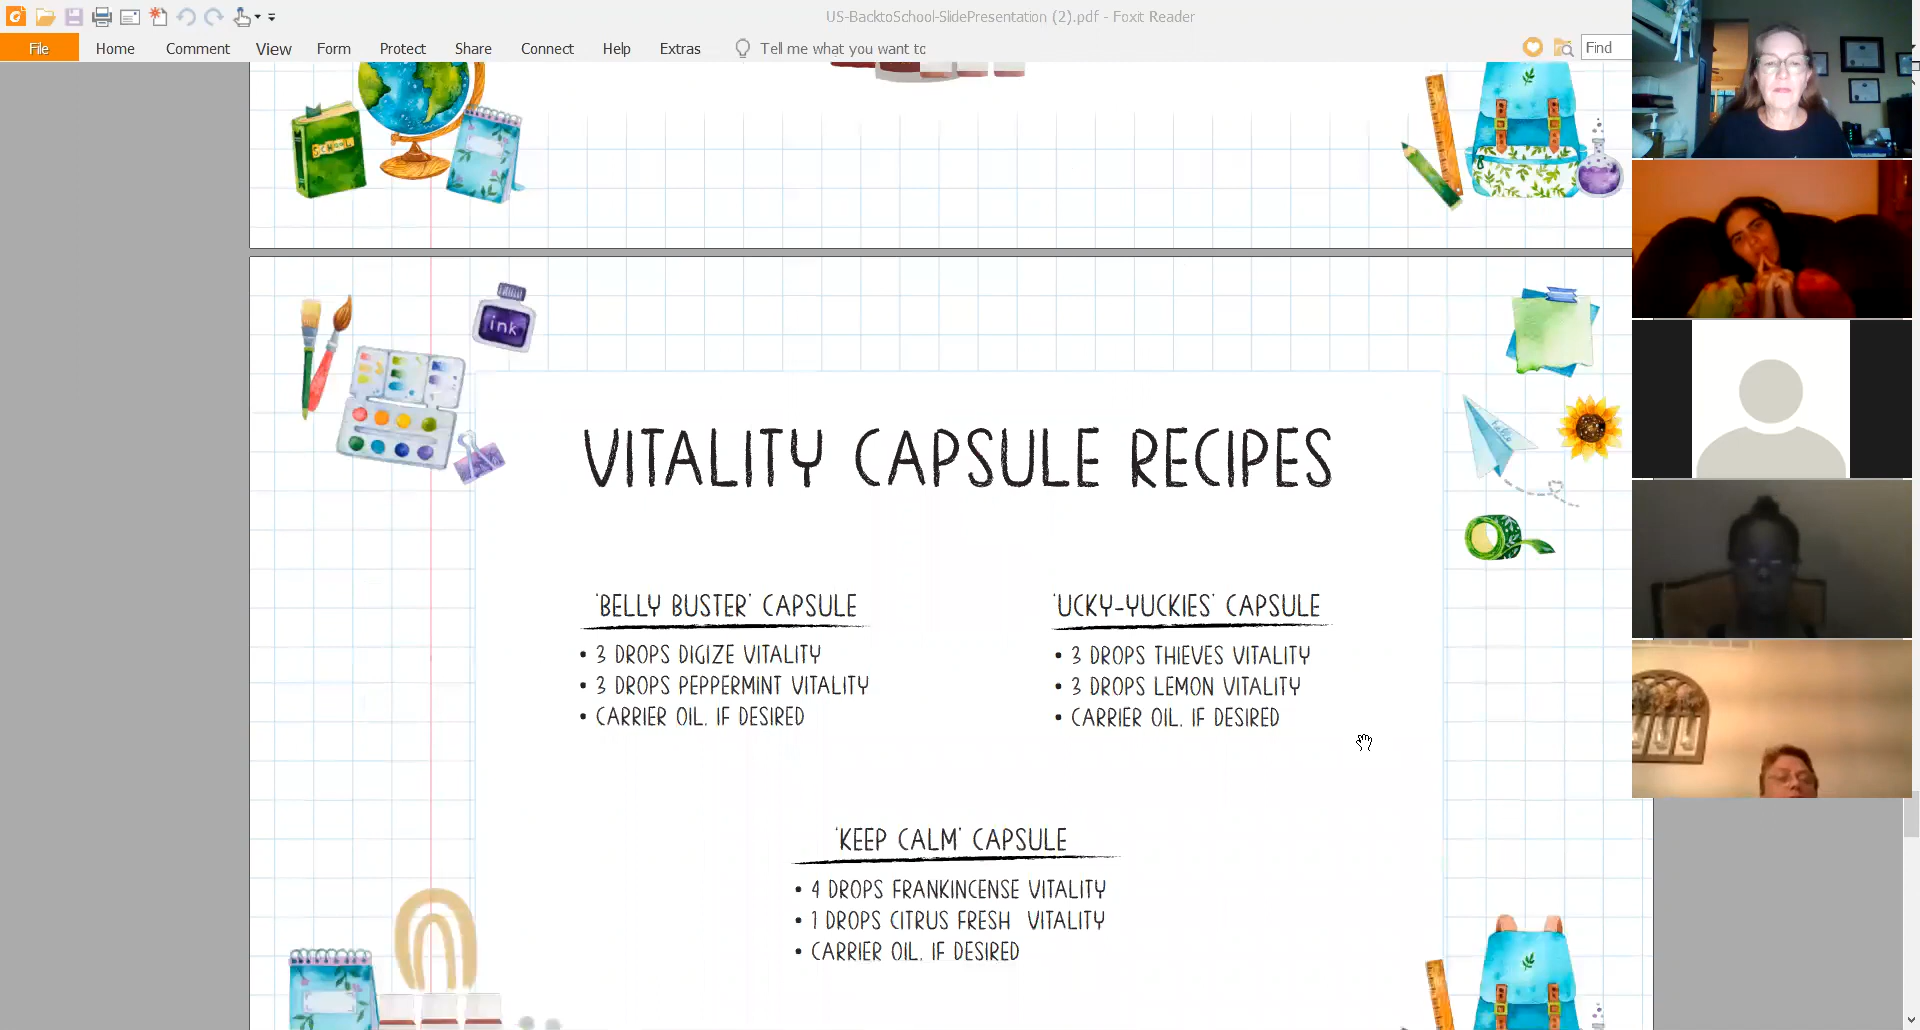 US-BacktoSchool-SlidePresentation (2).pdf - Foxit Reader
File Home Comment View Form Protect Share Connect Help Extras Tell me what you want to Find
SCHOOL
ink
hello
VITALITY CAPSULE RECIPES
'BELLY BUSTER' CAPSULE
• 3 DROPS DIGIZE VITALITY
• 3 DROPS PEPPERMINT VITALITY
• CARRIER OIL, IF DESIRED
'UCKY-YUCKIES' CAPSULE
• 3 DROPS THIEVES VITALITY
• 3 DROPS LEMON VITALITY
• CARRIER OIL, IF DESIRED
'KEEP CALM' CAPSULE
• 4 DROPS FRANKINCENSE VITALITY
• 1 DROPS CITRUS FRESH VITALITY
• CARRIER OIL, IF DESIRED